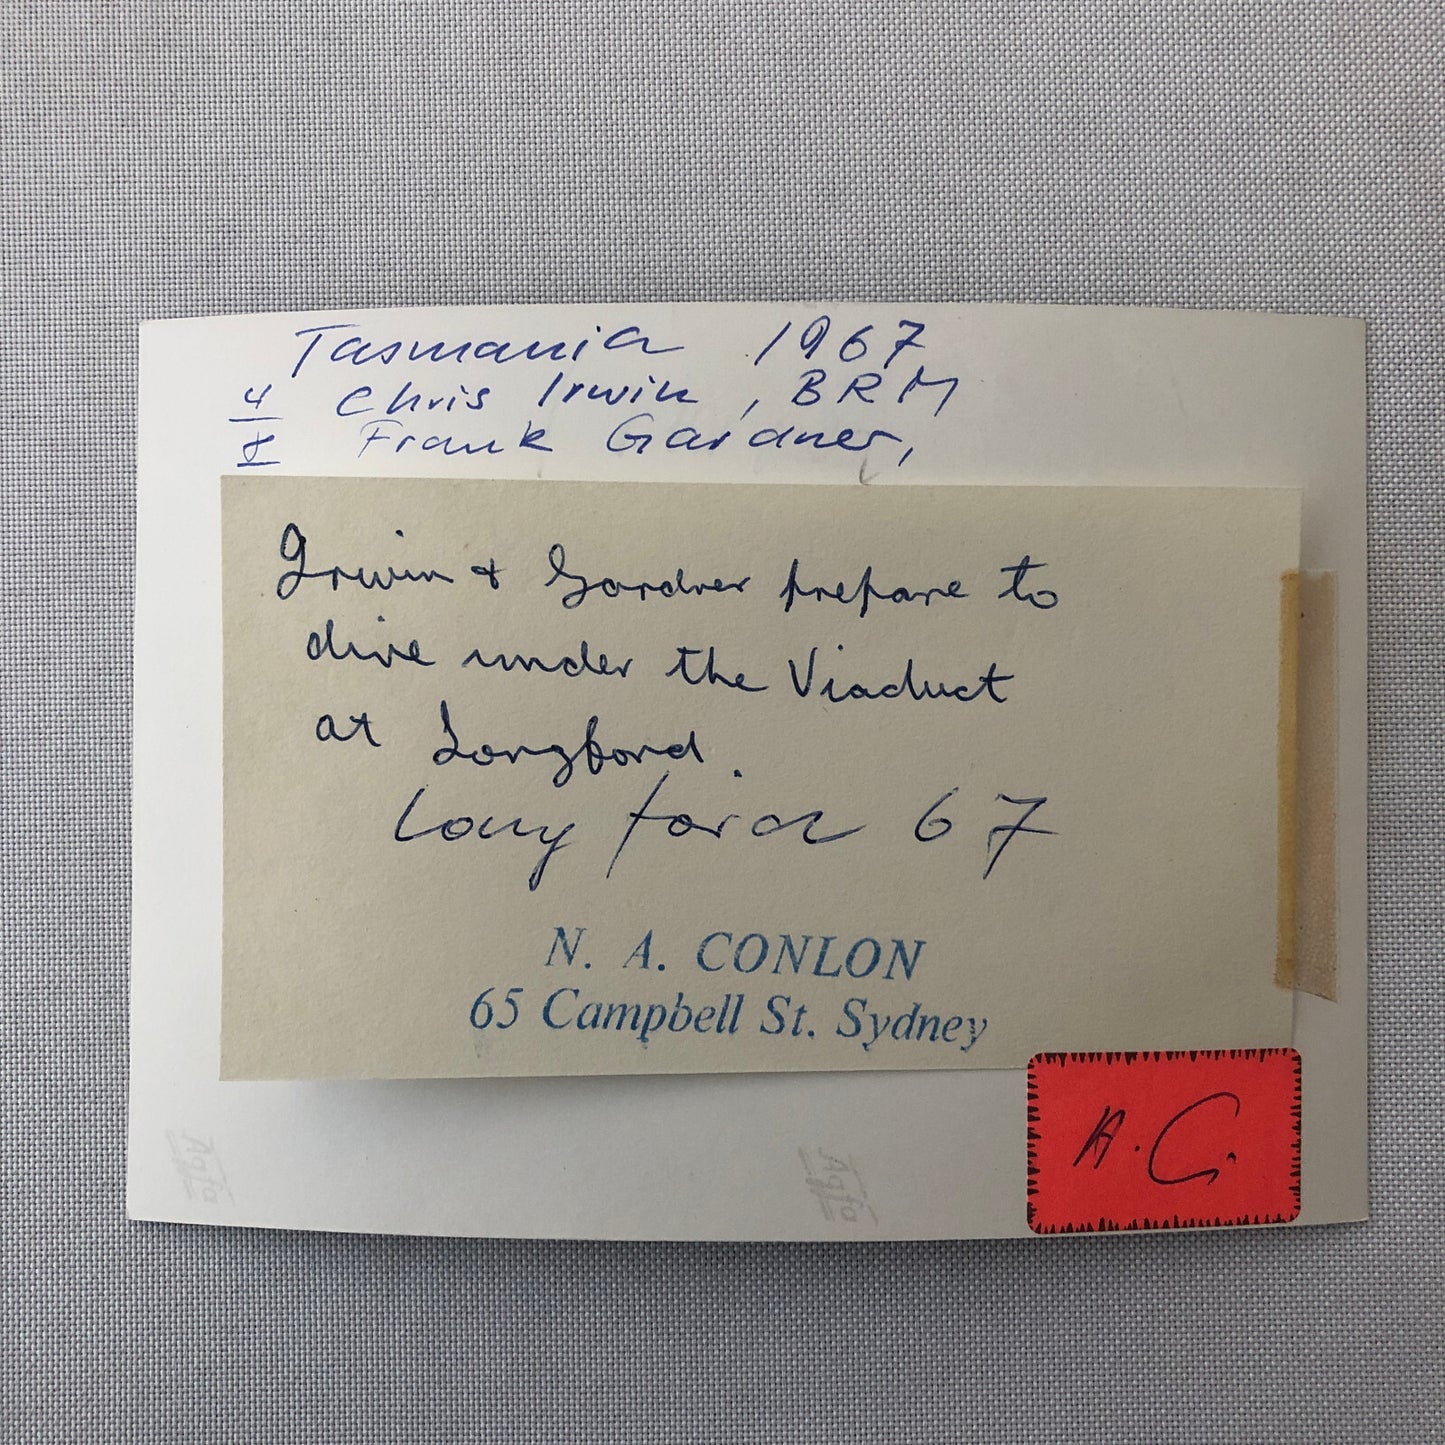 Tasmania 1967
4 Chris Irwin, BRM
8 Frank Gardner,
Irwin + Gardner prepare to
dive under the Viaduct
at Longford.
Longford 67
N. A. CONLON
65 Campbell St. Sydney
A.C.
Agfa
Agfa